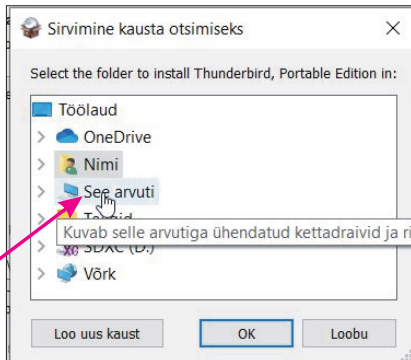 Sirvimine kausta otsimiseks
Select the folder to install Thunderbird, Portable Edition in:
Töölaud
OneDrive
Nimi
See arvuti
Kuvab selle arvutiga ühendatud kettadraivid ja ri
SDXC (D:)
Võrk
Loo uus kaust
OK
Loobu